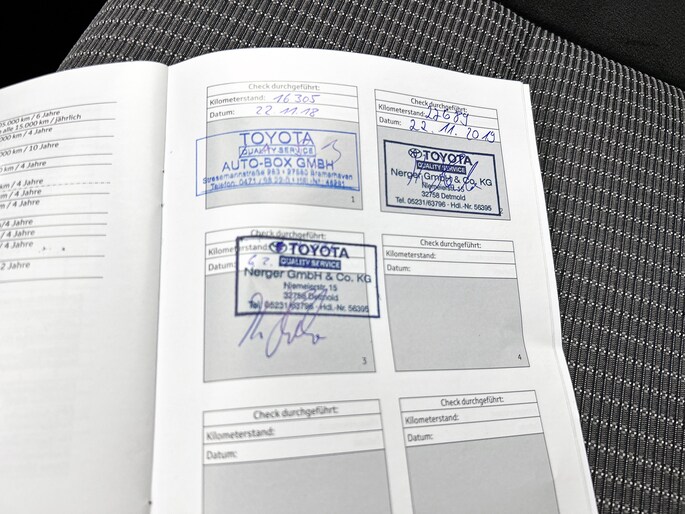 5.000 km / 6 Jahre
alle 15.000 km / jährlich
000 km / 4 Jahre
000 km / 10 Jahre
km / 4 Jahre
km / 4 Jahre
/ 4 Jahre
/ 4 Jahre
/ 4 Jahre
2 Jahre
Check durchgeführt:
Kilometerstand: 16 305
Datum: 22 11.18
TOYOTA
QUALITY SERVICE
AUTO-BOX GMBH
Bremerhaven
1
Check durchgeführt:
Kilometerstand:
Datum: 22. 11. 2019
TOYOTA
QUALITY SERVICE
Nerger GmbH & Co. KG
Niemeierstr. 15
32758 Detmold
Tel. 05231/63796 · Hdl.-Nr. 56395
Check durchgeführt:
Kilometerstand:
Datum:
TOYOTA
QUALITY SERVICE
Nerger GmbH & Co. KG
Niemeierstr. 15
32758 Detmold
Tel. 05231/63796 · Hdl.-Nr. 56395
3
Check durchgeführt:
Kilometerstand:
Datum:
4
Check durchgeführt:
Kilometerstand:
Datum:
Check durchgeführt:
Kilometerstand:
Datum: